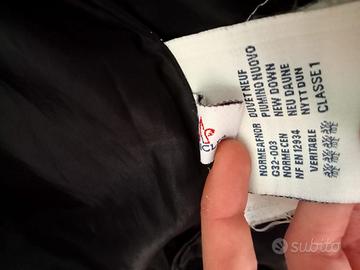 DUVET NEUF
PIUMINO NUOVO
NEW DOWN
NEU DAUNE
NYTT DUN
CLASSE 1
NORME AFNOR
G32-003
NORME CEN
NF EN 12934
VERITABLE
subito